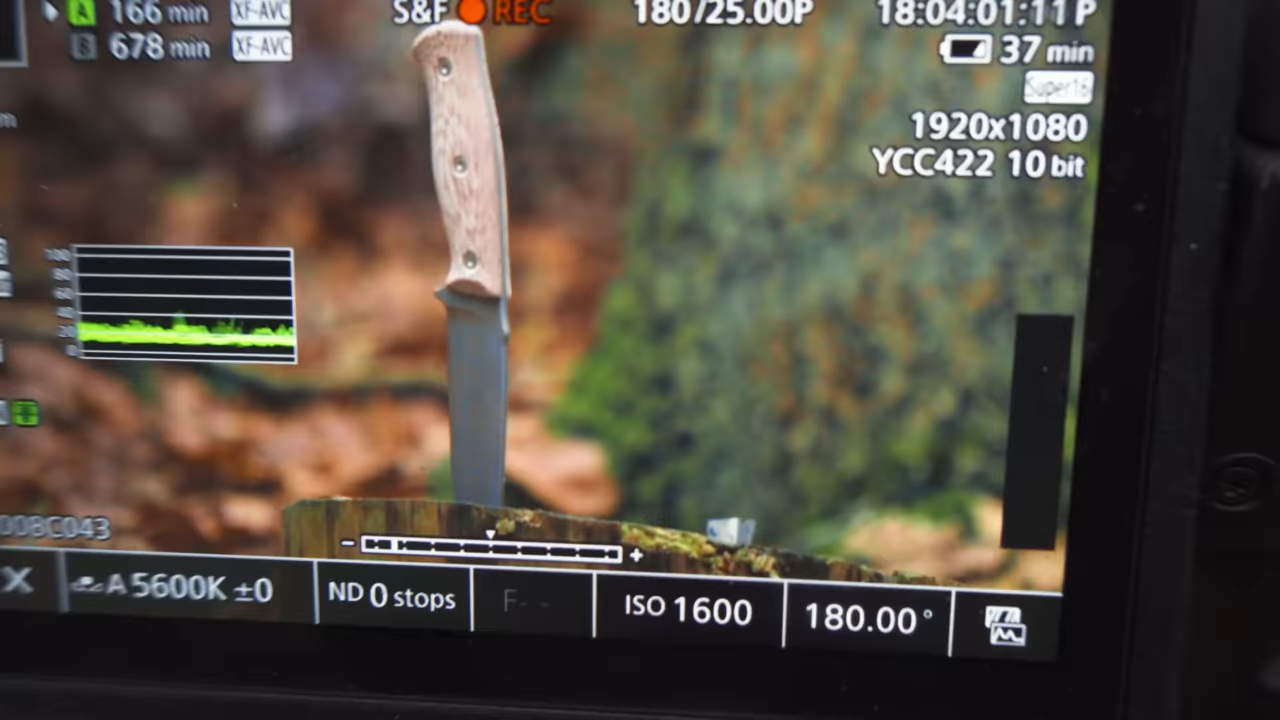 A 166 min XF-AVC
S&F REC
180/25.00P
18:04:01:11 P
B 678 min XF-AVC
37 min
Super16
1920x1080
YCC422 10 bit
100
80
60
40
20
0
008C043
- +
X
A 5600K ±0
ND 0 stops
F- -
ISO 1600
180.00°